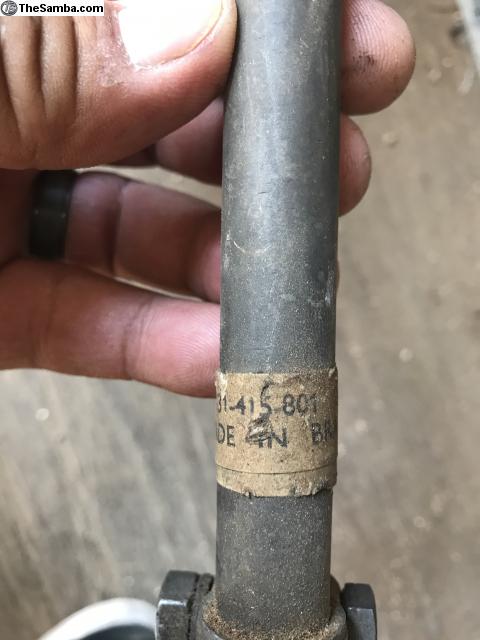 TheSamba.com
31-415 801
DE IN BR